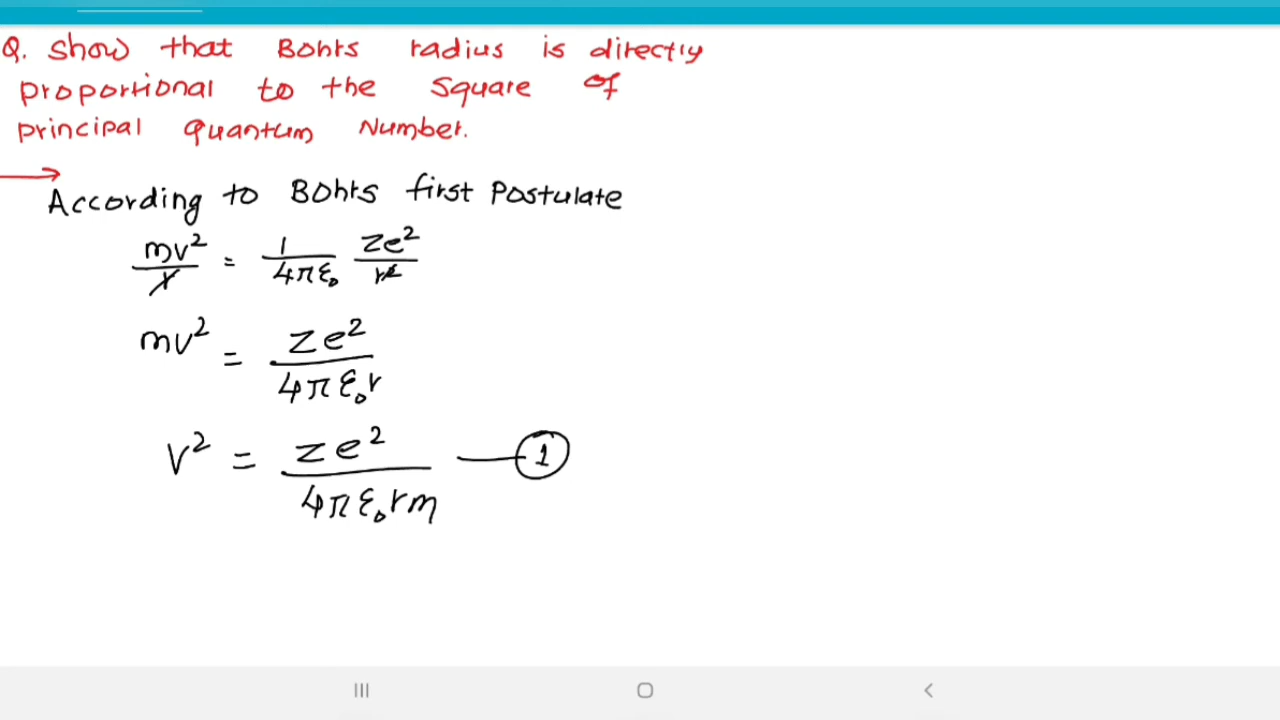 Q. Show that Bohrs radius is directly
proportional to the Square of
principal quantum Number.
According to Bohrs first Postulate
mv²/r = 1/4πε₀ Ze²/r²
mv² = Ze²/4πε₀r
v² = Ze²/4πε₀rm — ①